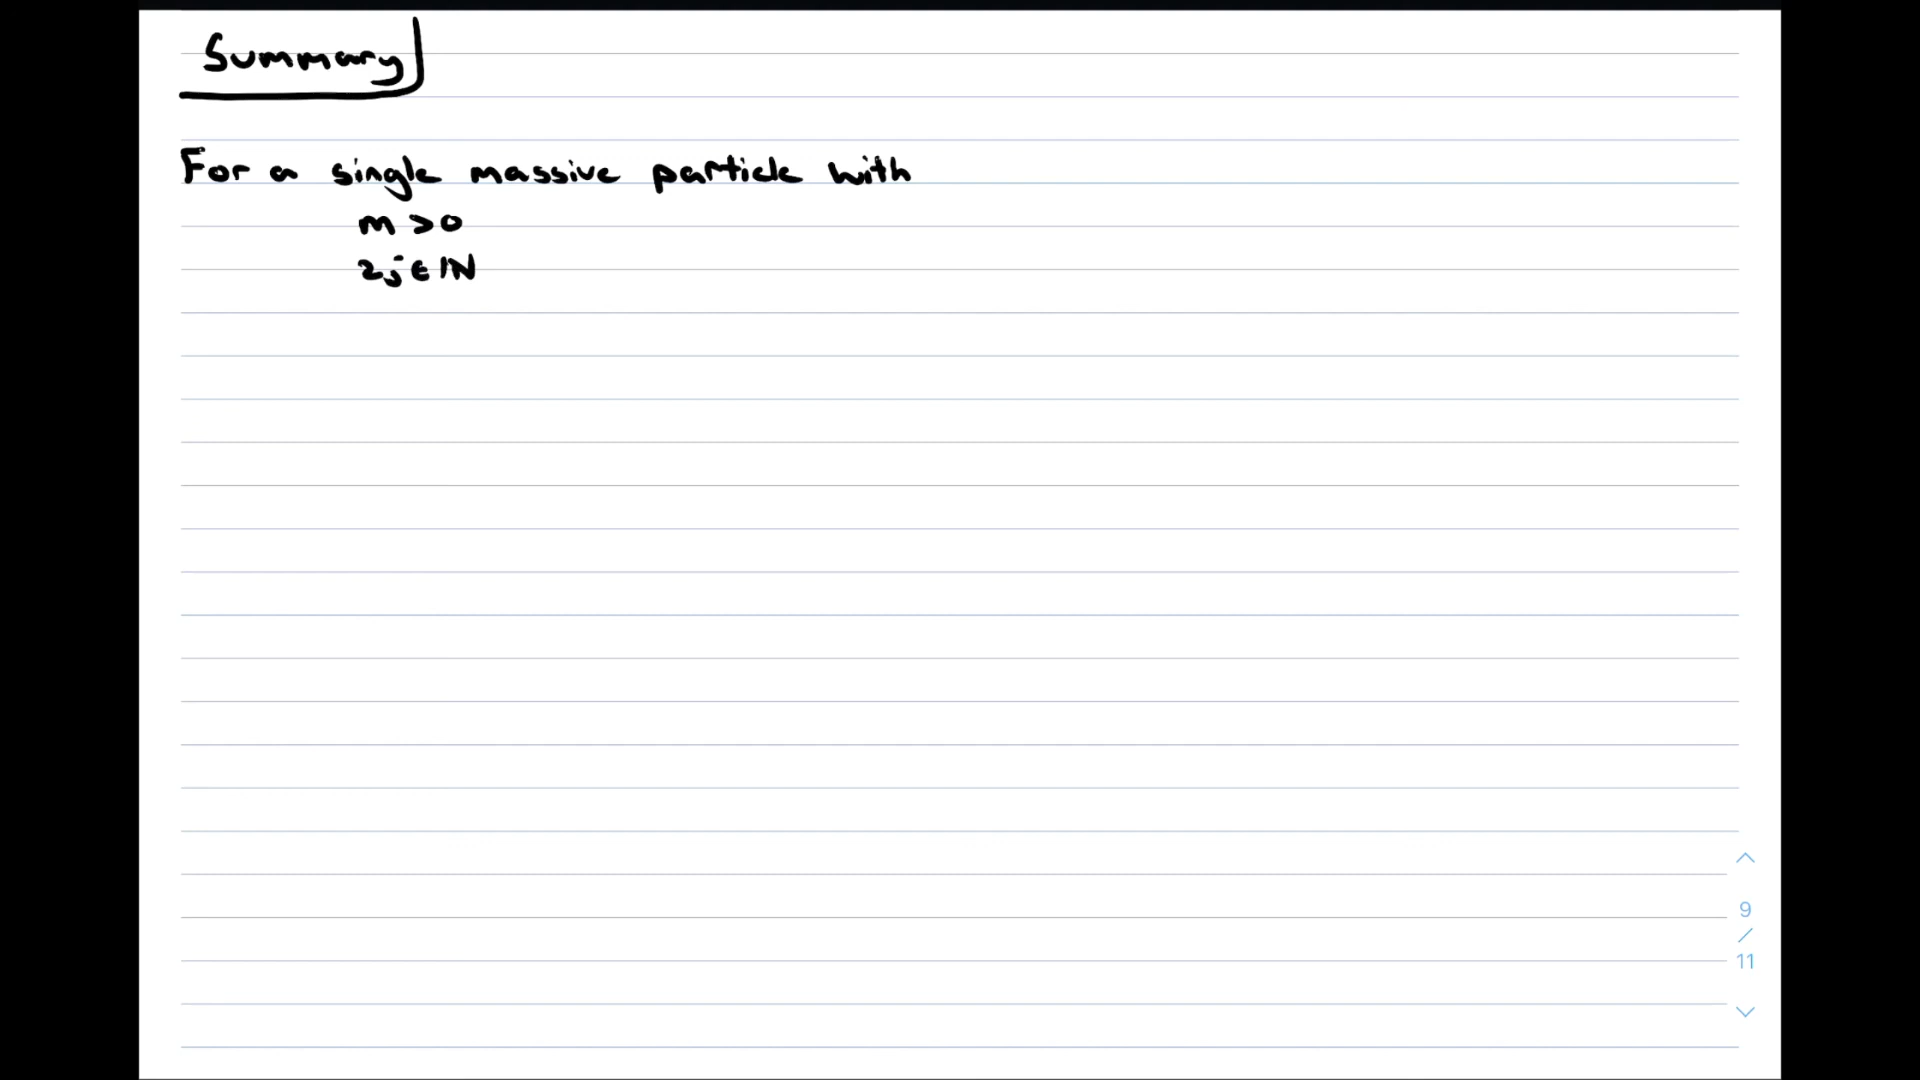 Summary
For a single massive particle with
m > 0
2j ∈ ℕ
9
/
11